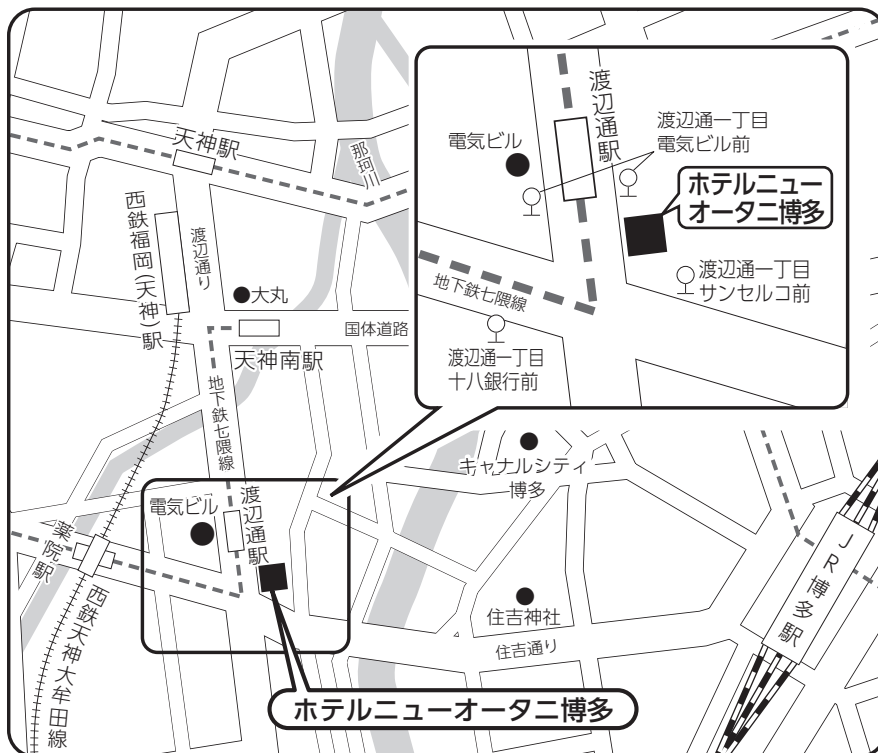 天神駅
那珂川
西鉄福岡(天神)駅
渡辺通り
大丸
国体道路
天神南駅
地下鉄七隈線
電気ビル
渡辺通駅
薬院駅
西鉄天神大牟田線
ホテルニューオータニ博多
キャナルシティ
博多
住吉神社
住吉通り
JR博多駅
渡辺通駅
電気ビル
渡辺通一丁目
電気ビル前
ホテルニュー
オータニ博多
渡辺通一丁目
サンセルコ前
地下鉄七隈線
渡辺通一丁目
十八銀行前